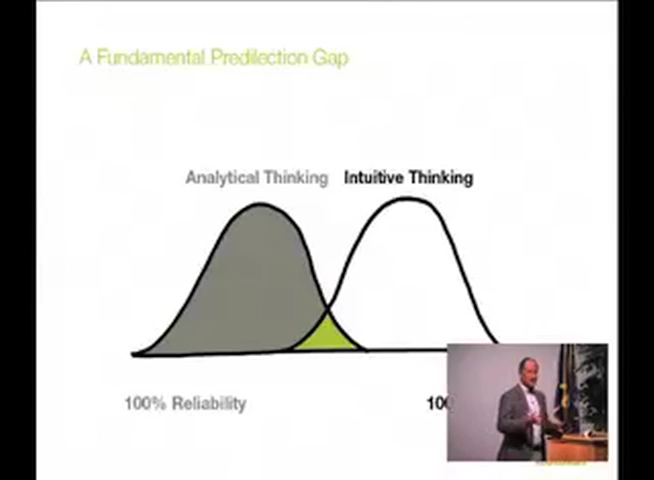 A Fundamental Predilection Gap
Analytical Thinking Intuitive Thinking
100% Reliability